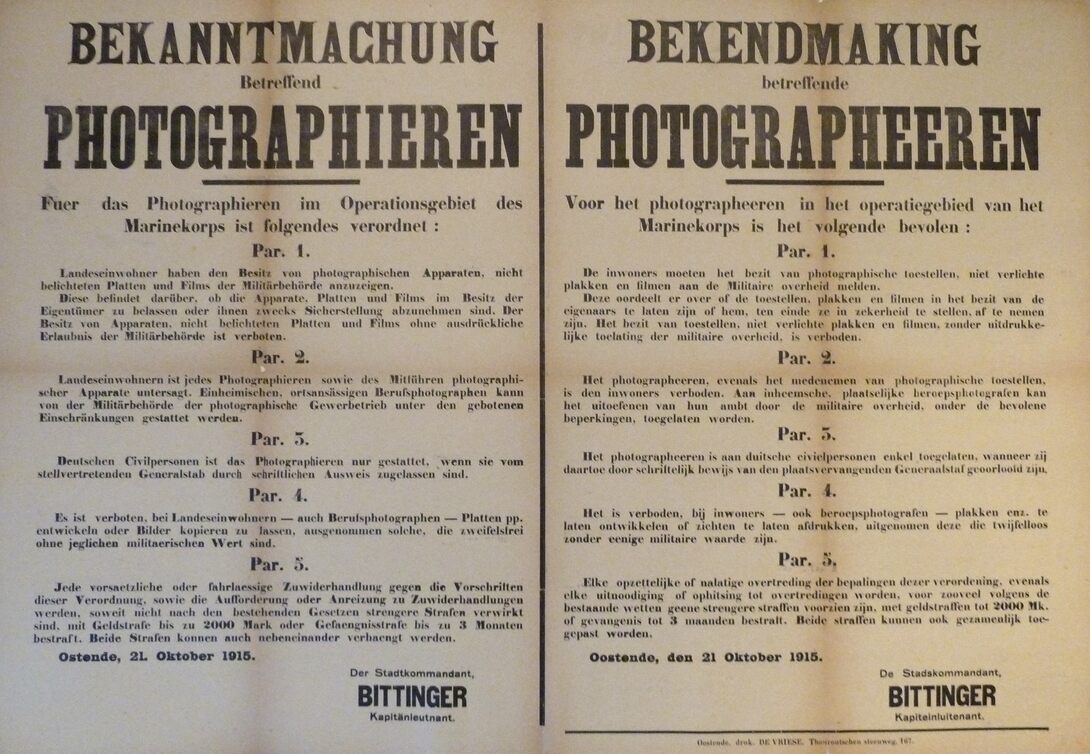 BEKANNTMACHUNG
Betreffend
PHOTOGRAPHIEREN
Fuer das Photographieren im Operationsgebiet des
Marinekorps ist folgendes verordnet :
Par. 1.
Landeseinwohner haben den Besitz von photographischen Apparaten, nicht
belichteten Platten und Films der Militärbehörde anzuzeigen.
Diese befindet darüber, ob die Apparate, Platten und Films im Besitz der
Eigentümer zu belassen oder ihnen zwecks Sicherstellung abzunehmen sind. Der
Besitz von Apparaten, nicht belichteten Platten und Films ohne ausdrückliche
Erlaubnis der Militärbehörde ist verboten.
Par. 2.
Landeseinwohnern ist jedes Photographieren sowie des Mitführen photographi-
scher Apparate untersagt. Einheimischen, ortsansässigen Berufsphotographen kann
von der Militärbehörde der photographische Gewerbetrieb unter den gebotenen
Einschränkungen gestattet werden.
Par. 3.
Deutschen Civilpersonen ist das Photographieren nur gestattet, wenn sie vom
stellvertretenden Generalstab durch schriftlichen Ausweis zugelassen sind.
Par. 4.
Es ist verboten, bei Landeseinwohnern — auch Berufsphotographen — Platten pp.
entwickeln oder Bilder kopieren zu lassen, ausgenommen solche, die zweifelsfrei
ohne jeglichen militaerischen Wert sind.
Par. 5.
Jede vorsaetzliche oder fahrlaessige Zuwiderhandlung gegen die Vorschriften
dieser Verordnung, sowie die Aufforderung oder Anreizung zu Zuwiderhandlungen
werden, soweit nicht nach den bestehenden Gesetzen strengere Strafen verwirkt
sind, mit Geldstrafe bis zu 2000 Mark oder Gefaengnisstrafe bis zu 3 Monaten
bestraft. Beide Strafen konnen auch nebeneinander verhaengt werden.
Ostende, 21. Oktober 1915.
Der Stadtkommandant,
BITTINGER
Kapitänleutnant.
BEKENDMAKING
betreffende
PHOTOGRAPHEEREN
Voor het photographeeren in het operatiegebied van het
Marinekorps is het volgende bevolen :
Par. 1.
De inwoners moeten het bezit van photographische toestellen, niet verlichte
plakken en filmen aan de Militaire overheid melden.
Deze oordeelt er over of de toestellen, plakken en filmen in het bezit van de
eigenaars te laten zijn of hem, ten einde ze in zekerheid te stellen, af te nemen
zijn. Het bezit van toestellen, niet verlichte plakken en filmen, zonder uitdrukke-
lijke toelating der militaire overheid, is verboden.
Par. 2.
Het photographeeren, evenals het medenemen van photographische toestellen,
is den inwoners verboden. Aan inheemsche, plaatselijke beroepsphotografen kan
het uitoefenen van hun ambt door de militaire overheid, onder de bevolene
beperkingen, toegelaten worden.
Par. 3.
Het photographeeren is aan duitsche civielpersonen enkel toegelaten, wanneer zij
daartoe door schriftelijk bewijs van den plaatsvervangenden Generaalstaf geoorloofd zijn.
Par. 4.
Het is verboden, bij inwoners — ook beroepsphotografen — plakken enz. te
laten ontwikkelen of zichten te laten afdrukken, uitgenomen deze die twijfelloos
zonder eenige militaire waarde zijn.
Par. 5.
Elke opzettelijke of nalatige overtreding der bepalingen dezer verordening, evenals
elke uitnoodiging of ophitsing tot overtredingen worden, voor zooveel volgens de
bestaande wetten geene strengere straffen voorzien zijn, met geldstraffen tot 2000 Mk.
of gevangenis tot 3 maanden bestraft. Beide straffen kunnen ook gezamenlijk toe-
gepast worden.
Oostende, den 21 Oktober 1915.
De Stadskommandant,
BITTINGER
Kapiteinluitenant.
Oostende, druk. DE VRIESE, Thouroutschen steenweg, 167.